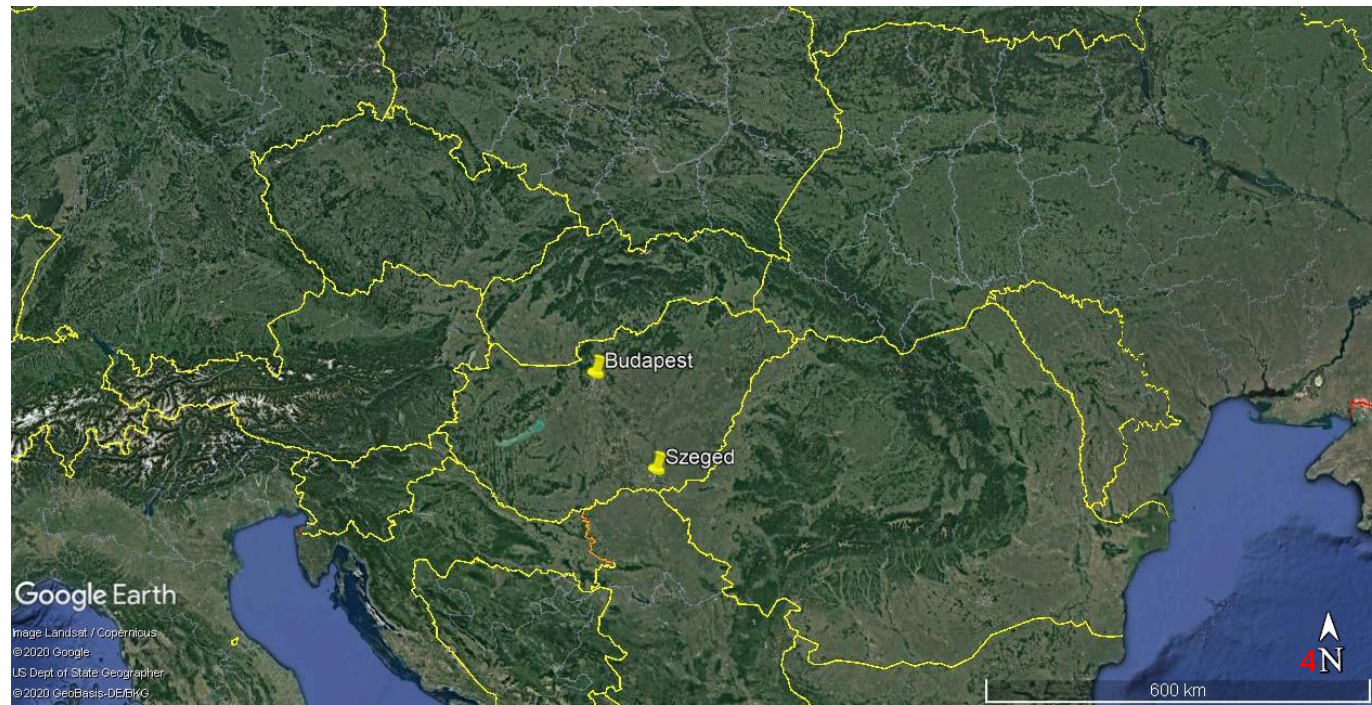 Budapest
Szeged
Google Earth
Image Landsat / Copernicus
©2020 Google
US Dept of State Geographer
©2020 GeoBasis-DE/BKG
4N
600 km